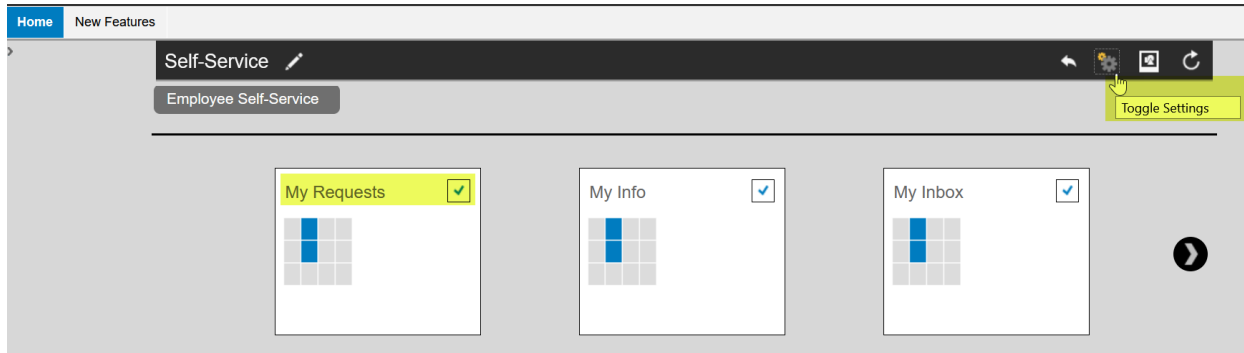 Home New Features
Self-Service
Employee Self-Service
Toggle Settings
My Requests My Info My Inbox